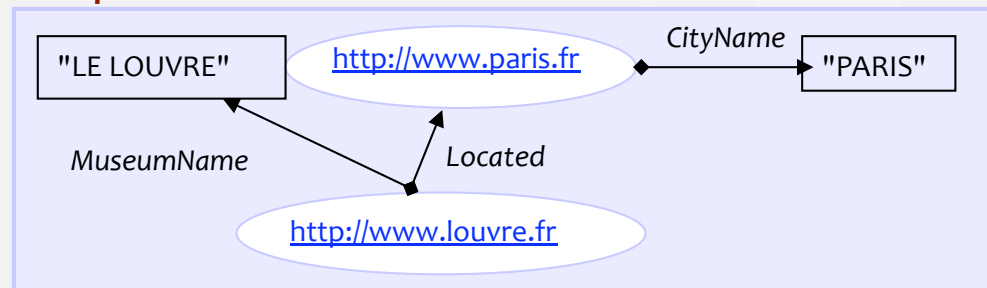 CityName
"LE LOUVRE"
http://www.paris.fr
"PARIS"
MuseumName
Located
http://www.louvre.fr